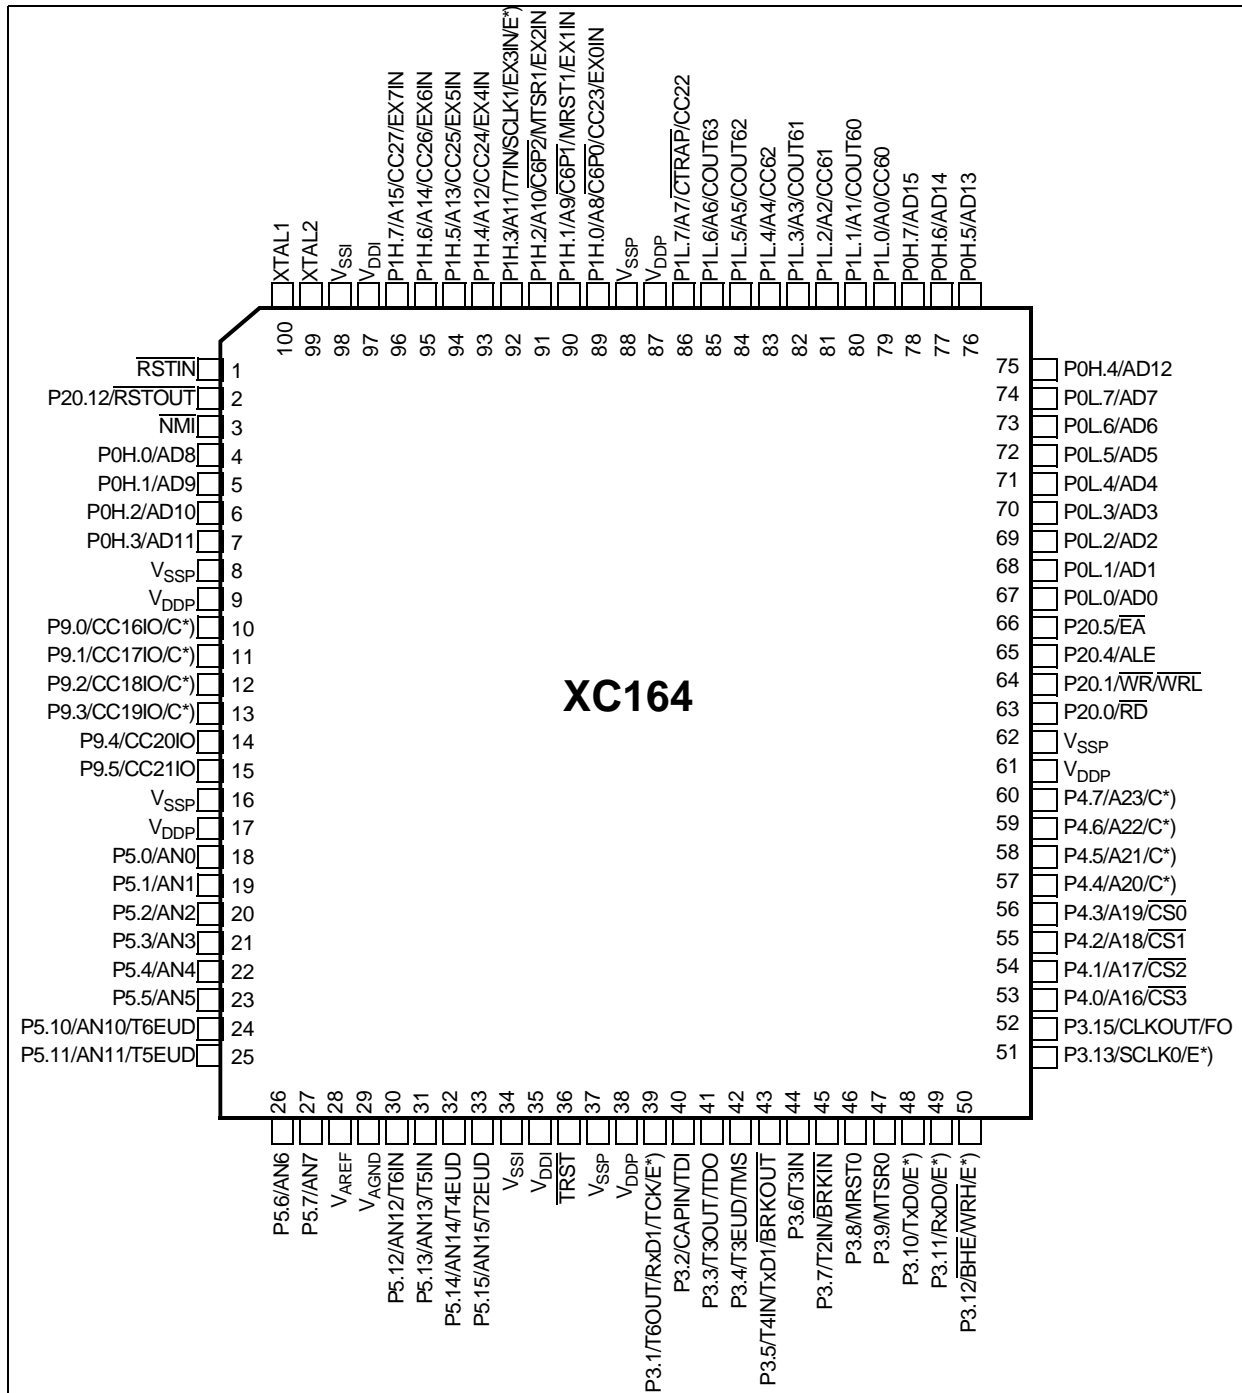 XTAL1 100
XTAL2 99
VSSI 98
VDDI 97
P1H.7/A15/CC27/EX7IN 96
P1H.6/A14/CC26/EX6IN 95
P1H.5/A13/CC25/EX5IN 94
P1H.4/A12/CC24/EX4IN 93
P1H.3/A11/T7IN/SCLK1/EX3IN/E*) 92
P1H.2/A10/C6P2/MTSR1/EX2IN 91
P1H.1/A9/C6P1/MRST1/EX1IN 90
P1H.0/A8/C6P0/CC23/EX0IN 89
VSSP 88
VDDP 87
P1L.7/A7/CTRAP/CC22 86
P1L.6/A6/COUT63 85
P1L.5/A5/COUT62 84
P1L.4/A4/CC62 83
P1L.3/A3/COUT61 82
P1L.2/A2/CC61 81
P1L.1/A1/COUT60 80
P1L.0/A0/CC60 79
P0H.7/AD15 78
P0H.6/AD14 77
P0H.5/AD13 76
RSTIN 1
P20.12/RSTOUT 2
NMI 3
P0H.0/AD8 4
P0H.1/AD9 5
P0H.2/AD10 6
P0H.3/AD11 7
VSSP 8
VDDP 9
P9.0/CC16IO/C*) 10
P9.1/CC17IO/C*) 11
P9.2/CC18IO/C*) 12
P9.3/CC19IO/C*) 13
P9.4/CC20IO 14
P9.5/CC21IO 15
VSSP 16
VDDP 17
P5.0/AN0 18
P5.1/AN1 19
P5.2/AN2 20
P5.3/AN3 21
P5.4/AN4 22
P5.5/AN5 23
P5.10/AN10/T6EUD 24
P5.11/AN11/T5EUD 25
XC164
75 P0H.4/AD12
74 P0L.7/AD7
73 P0L.6/AD6
72 P0L.5/AD5
71 P0L.4/AD4
70 P0L.3/AD3
69 P0L.2/AD2
68 P0L.1/AD1
67 P0L.0/AD0
66 P20.5/EA
65 P20.4/ALE
64 P20.1/WR/WRL
63 P20.0/RD
62 VSSP
61 VDDP
60 P4.7/A23/C*)
59 P4.6/A22/C*)
58 P4.5/A21/C*)
57 P4.4/A20/C*)
56 P4.3/A19/CS0
55 P4.2/A18/CS1
54 P4.1/A17/CS2
53 P4.0/A16/CS3
52 P3.15/CLKOUT/FO
51 P3.13/SCLK0/E*)
26 P5.6/AN6
27 P5.7/AN7
28 VAREF
29 VAGND
30 P5.12/AN12/T6IN
31 P5.13/AN13/T5IN
32 P5.14/AN14/T4EUD
33 P5.15/AN15/T2EUD
34 VSSI
35 VDDI
36 TRST
37 VSSP
38 VDDP
39 P3.1/T6OUT/RxD1/TCK/E*)
40 P3.2/CAPIN/TDI
41 P3.3/T3OUT/TDO
42 P3.4/T3EUD/TMS
43 P3.5/T4IN/TxD1/BRKOUT
44 P3.6/T3IN
45 P3.7/T2IN/BRKIN
46 P3.8/MRST0
47 P3.9/MTSR0
48 P3.10/TxD0/E*)
49 P3.11/RxD0/E*)
50 P3.12/BHE/WRH/E*)